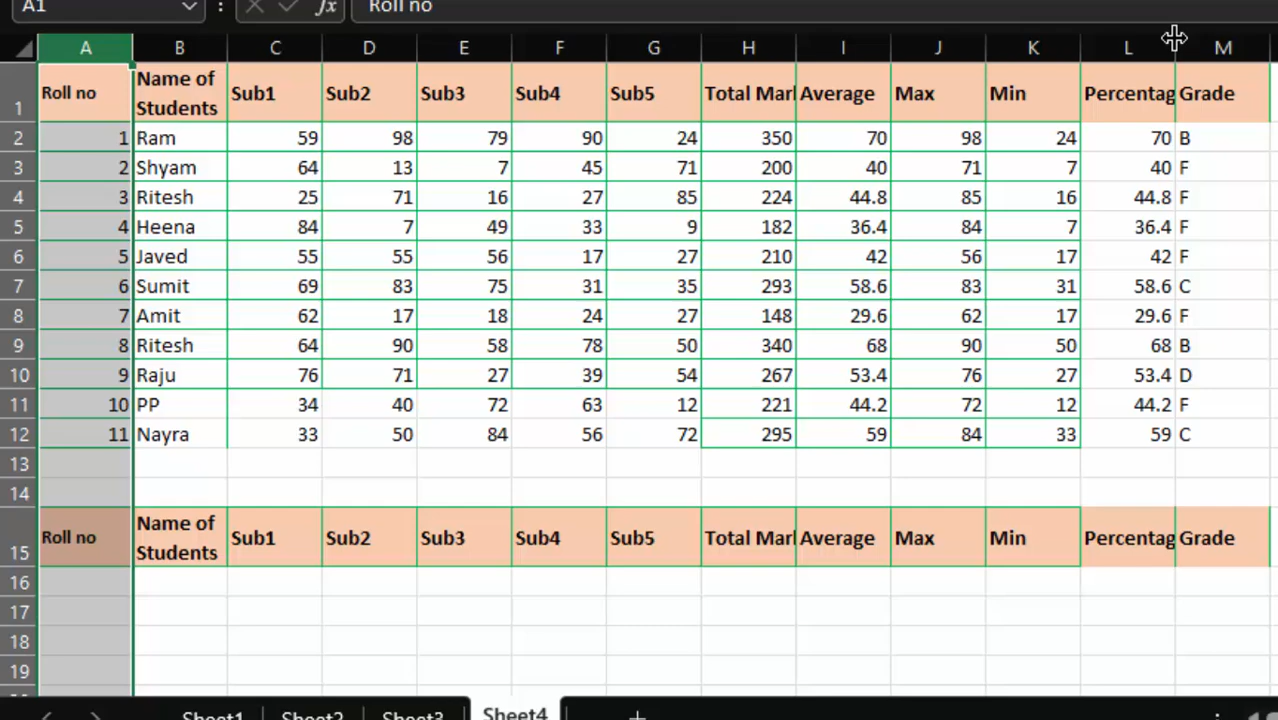 A1 fx Roll no
A B C D E F G H I J K L M
1 Roll no Name of Students Sub1 Sub2 Sub3 Sub4 Sub5 Total Marl Average Max Min Percentag Grade
2 1 Ram 59 98 79 90 24 350 70 98 24 70 B
3 2 Shyam 64 13 7 45 71 200 40 71 7 40 F
4 3 Ritesh 25 71 16 27 85 224 44.8 85 16 44.8 F
5 4 Heena 84 7 49 33 9 182 36.4 84 7 36.4 F
6 5 Javed 55 55 56 17 27 210 42 56 17 42 F
7 6 Sumit 69 83 75 31 35 293 58.6 83 31 58.6 C
8 7 Amit 62 17 18 24 27 148 29.6 62 17 29.6 F
9 8 Ritesh 64 90 58 78 50 340 68 90 50 68 B
10 9 Raju 76 71 27 39 54 267 53.4 76 27 53.4 D
11 10 PP 34 40 72 63 12 221 44.2 72 12 44.2 F
12 11 Nayra 33 50 84 56 72 295 59 84 33 59 C
13
14
15 Roll no Name of Students Sub1 Sub2 Sub3 Sub4 Sub5 Total Marl Average Max Min Percentag Grade
16
17
18
19
Sheet1 Sheet2 Sheet3 Sheet4